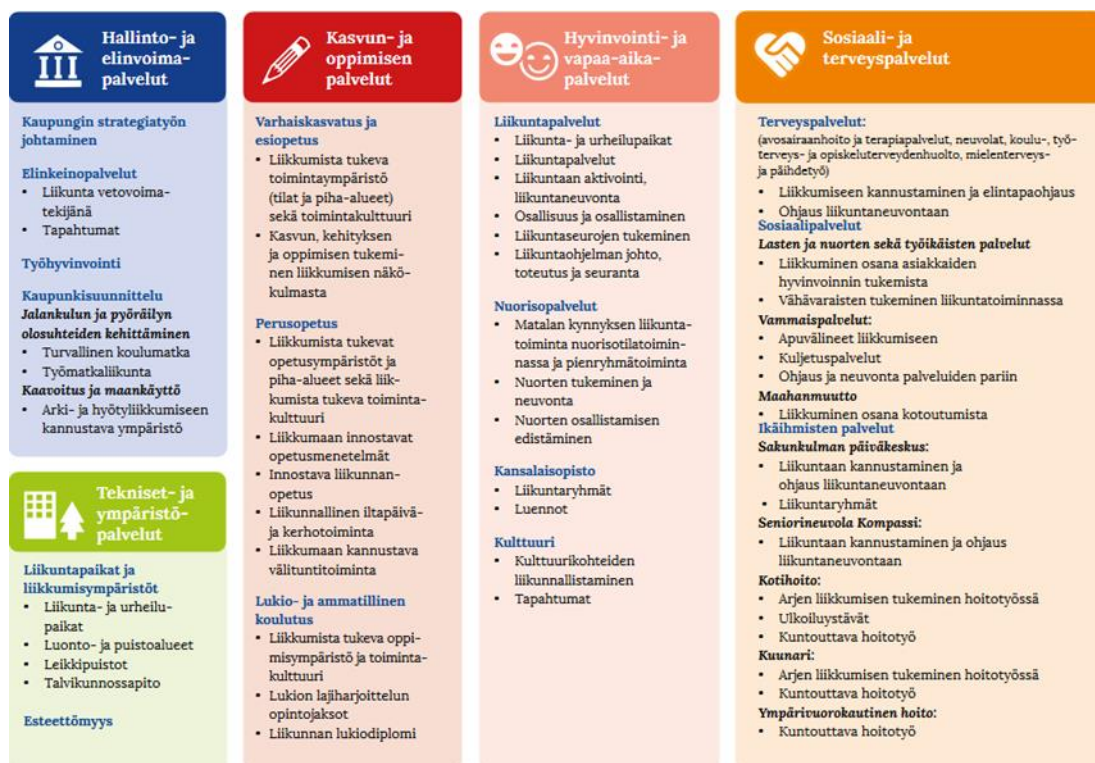 Hallinto- ja
elinvoima-
palvelut
Kaupungin strategiatyön
johtaminen
Elinkeinopalvelut
• Liikunta vetovoima-
tekijänä
• Tapahtumat
Työhyvinvointi
Kaupunkisuunnittelu
Jalankulun ja pyöräilyn
olosuhteiden kehittäminen
• Turvallinen koulumatka
• Työmatkaliikunta
Kaavoitus ja maankäyttö
• Arki- ja hyötyliikkumiseen
kannustava ympäristö
Tekniset- ja
ympäristö-
palvelut
Liikuntapaikat ja
liikkumisympäristöt
• Liikunta- ja urheilu-
paikat
• Luonto- ja puistoalueet
• Leikkipuistot
• Talvikunnossapito
Esteettömyys
Kasvun- ja
oppimisen
palvelut
Varhaiskasvatus ja
esiopetus
• Liikkumista tukeva
toimintaympäristö
(tilat ja piha-alueet)
sekä toimintakulttuuri
• Kasvun, kehityksen
ja oppimisen tukemi-
nen liikkumisen näkö-
kulmasta
Perusopetus
• Liikkumista tukevat
opetusympäristöt ja
piha-alueet sekä liik-
kumista tukeva toiminta-
kulttuuri
• Liikkumaan innostavat
opetusmenetelmät
• Innostava liikunnan-
opetus
• Liikunnallinen iltapäivä-
ja kerhotoiminta
• Liikkumaan kannustava
välituntitoiminta
Lukio- ja ammatillinen
koulutus
• Liikkumista tukeva oppi-
misympäristö ja toiminta-
kulttuuri
• Lukion lajiharjoittelun
opintojaksot
• Liikunnan lukiodiplomi
Hyvinvointi- ja
vapaa-aika-
palvelut
Liikuntapalvelut
• Liikunta- ja urheilupaikat
• Liikuntapalvelut
• Liikuntaan aktivointi,
liikuntaneuvonta
• Osallisuus ja osallistaminen
• Liikuntaseurojen tukeminen
• Liikuntaohjelman johto,
toteutus ja seuranta
Nuorisopalvelut
• Matalan kynnyksen liikunta-
toiminta nuorisotilatoimin-
nassa ja pienryhmätoiminta
• Nuorten tukeminen ja
neuvonta
• Nuorten osallistamisen
edistäminen
Kansalaisopisto
• Liikuntaryhmät
• Luennot
Kulttuuri
• Kulttuurikohteiden
liikunnallistaminen
• Tapahtumat
Sosiaali- ja
terveyspalvelut
Terveyspalvelut:
(avosairaanhoito ja terapiapalvelut, neuvolat, koulu-, työ-
terveys- ja opiskeluterveydenhuolto, mielenterveys-
ja päihdetyö)
• Liikkumiseen kannustaminen ja elintapaohjaus
• Ohjaus liikuntaneuvontaan
Sosiaalipalvelut
Lasten ja nuorten sekä työikäisten palvelut
• Liikkuminen osana asiakkaiden
hyvinvoinnin tukemista
• Vähävaraisten tukeminen liikuntatoiminnassa
Vammaispalvelut:
• Apuvälineet liikkumiseen
• Kuljetuspalvelut
• Ohjaus ja neuvonta palveluiden pariin
Maahanmuutto
• Liikkuminen osana kotoutumista
Ikäihmisten palvelut
Sakunkulman päiväkeskus:
• Liikuntaan kannustaminen ja
ohjaus liikuntaneuvontaan
• Liikuntaryhmät
Seniorineuvola Kompassi:
• Liikuntaan kannustaminen ja ohjaus
liikuntaneuvontaan
Kotihoito:
• Arjen liikkumisen tukeminen hoitotyössä
• Ulkoiluystävät
• Kuntouttava hoitotyö
Kuunari:
• Arjen liikkumisen tukeminen hoitotyössä
• Kuntouttava hoitotyö
Ympärivuorokautinen hoito:
• Kuntouttava hoitotyö